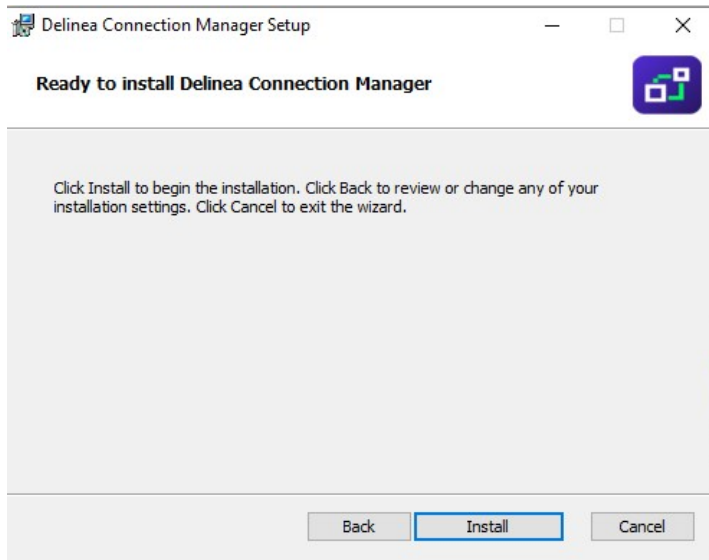 Delinea Connection Manager Setup
Ready to install Delinea Connection Manager
Click Install to begin the installation. Click Back to review or change any of your
installation settings. Click Cancel to exit the wizard.
Back
Install
Cancel